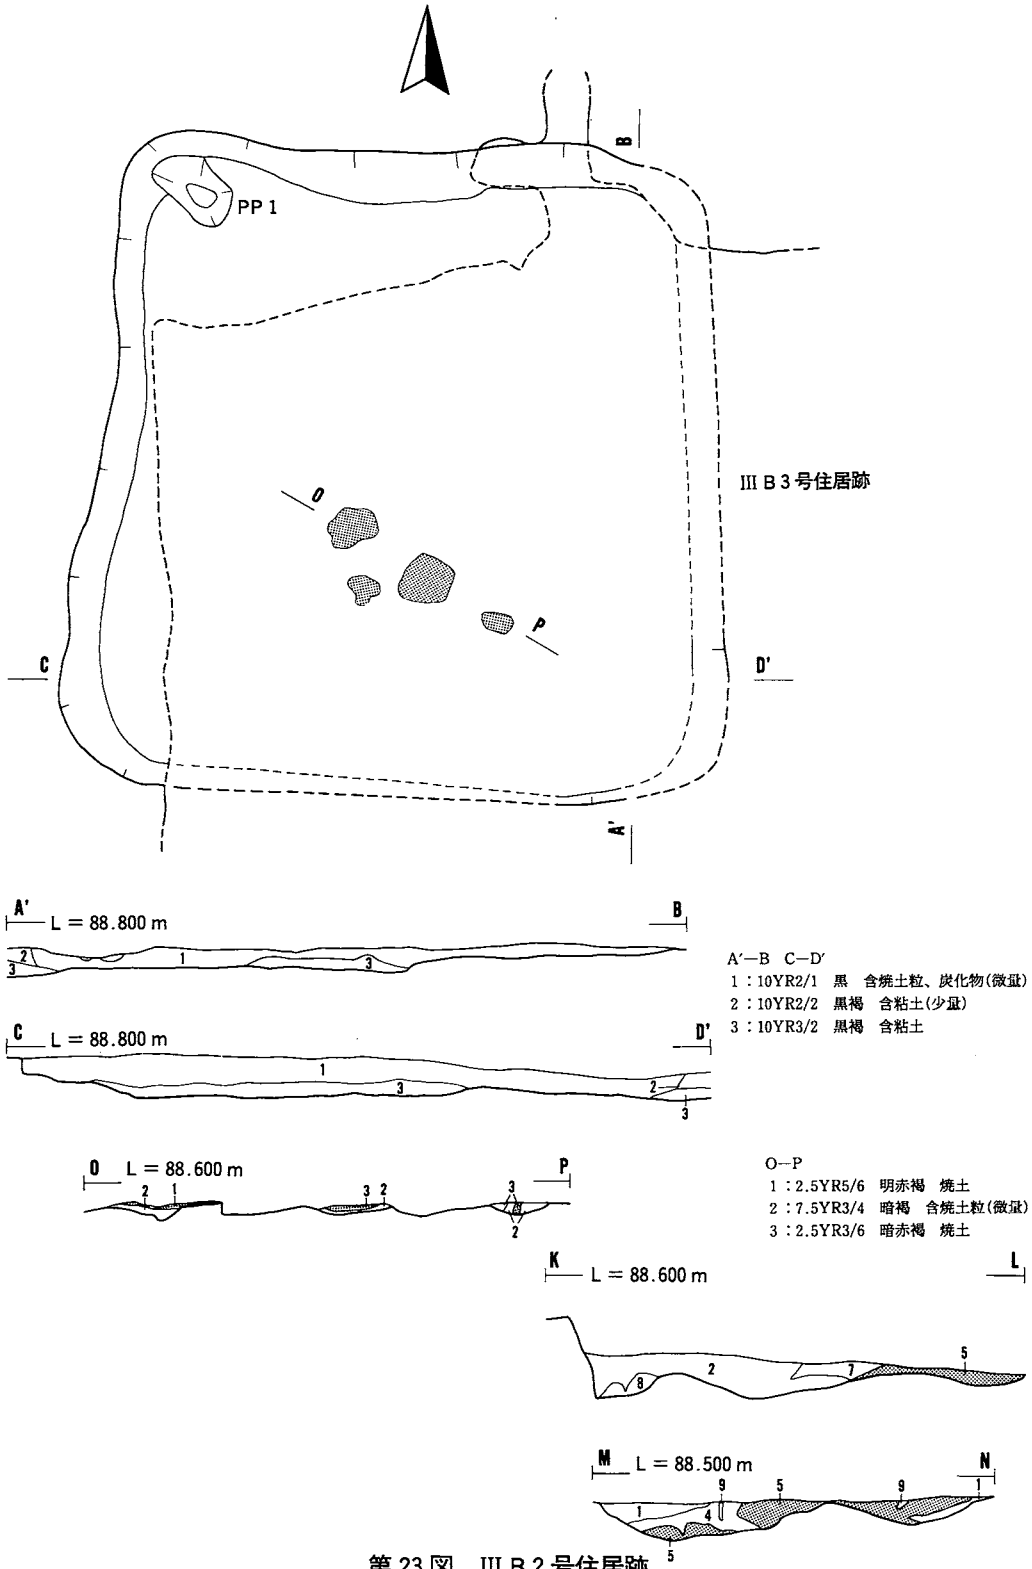 B
PP 1
III B 3 号住居跡
O
P
C
D'
A'
A' L = 88.800 m B
2 1 3 3
A'—B C—D'
1：10YR2/1 黒 含焼土粒、炭化物(微量)
2：10YR2/2 黒褐 含粘土(少量)
3：10YR3/2 黒褐 含粘土
C L = 88.800 m D'
1 3 2 3
O L = 88.600 m P
2 1 3 2 3 2
O—P
1：2.5YR5/6 明赤褐 焼土
2：7.5YR3/4 暗褐 含焼土粒(微量)
3：2.5YR3/6 暗赤褐 焼土
K L = 88.600 m L
8 2 7 5
M L = 88.500 m N
1 9 4 5 9 1 5
第 23 図 III B 2 号住居跡